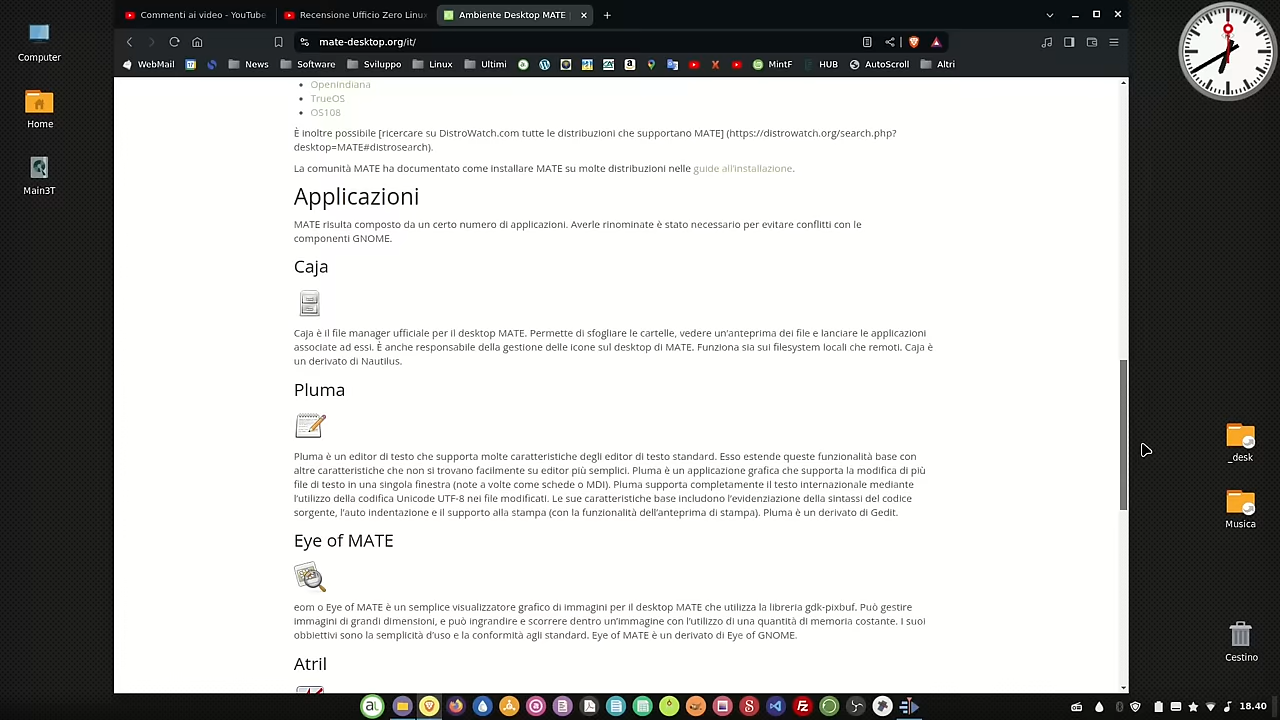 Commenti ai video - YouTube
Recensione Ufficio Zero Linux
Ambiente Desktop MATE
mate-desktop.org/it/
WebMail
News
Software
Sviluppo
Linux
Ultimi
MintF
HUB
AutoScroll
Altri
Computer
Home
Main3T
Openindiana
TrueOS
OS108
È inoltre possibile [ricercare su DistroWatch.com tutte le distribuzioni che supportano MATE] (https://distrowatch.org/search.php?
desktop=MATE#distrosearch).
La comunità MATE ha documentato come installare MATE su molte distribuzioni nelle guide all'installazione.
Applicazioni
MATE risulta composto da un certo numero di applicazioni. Averle rinominate è stato necessario per evitare conflitti con le
componenti GNOME.
Caja
Caja è il file manager ufficiale per il desktop MATE. Permette di sfogliare le cartelle, vedere un'anteprima dei file e lanciare le applicazioni
associate ad essi. È anche responsabile della gestione delle icone sul desktop di MATE. Funziona sia sui filesystem locali che remoti. Caja è
un derivato di Nautilus.
Pluma
Pluma è un editor di testo che supporta molte caratteristiche degli editor di testo standard. Esso estende queste funzionalità base con
altre caratteristiche che non si trovano facilmente su editor più semplici. Pluma è un applicazione grafica che supporta la modifica di più
file di testo in una singola finestra (note a volte come schede o MDI). Pluma supporta completamente il testo internazionale mediante
l'utilizzo della codifica Unicode UTF-8 nei file modificati. Le sue caratteristiche base includono l'evidenziazione della sintassi del codice
sorgente, l'auto indentazione e il supporto alla stampa (con la funzionalità dell'anteprima di stampa). Pluma è un derivato di Gedit.
Eye of MATE
eom o Eye of MATE è un semplice visualizzatore grafico di immagini per il desktop MATE che utilizza la libreria gdk-pixbuf. Può gestire
immagini di grandi dimensioni, e può ingrandire e scorrere dentro un'immagine con l'utilizzo di una quantità di memoria costante. I suoi
obbiettivi sono la semplicità d'uso e la conformità agli standard. Eye of MATE è un derivato di Eye of GNOME.
Atril
_desk
Musica
Cestino
18.40